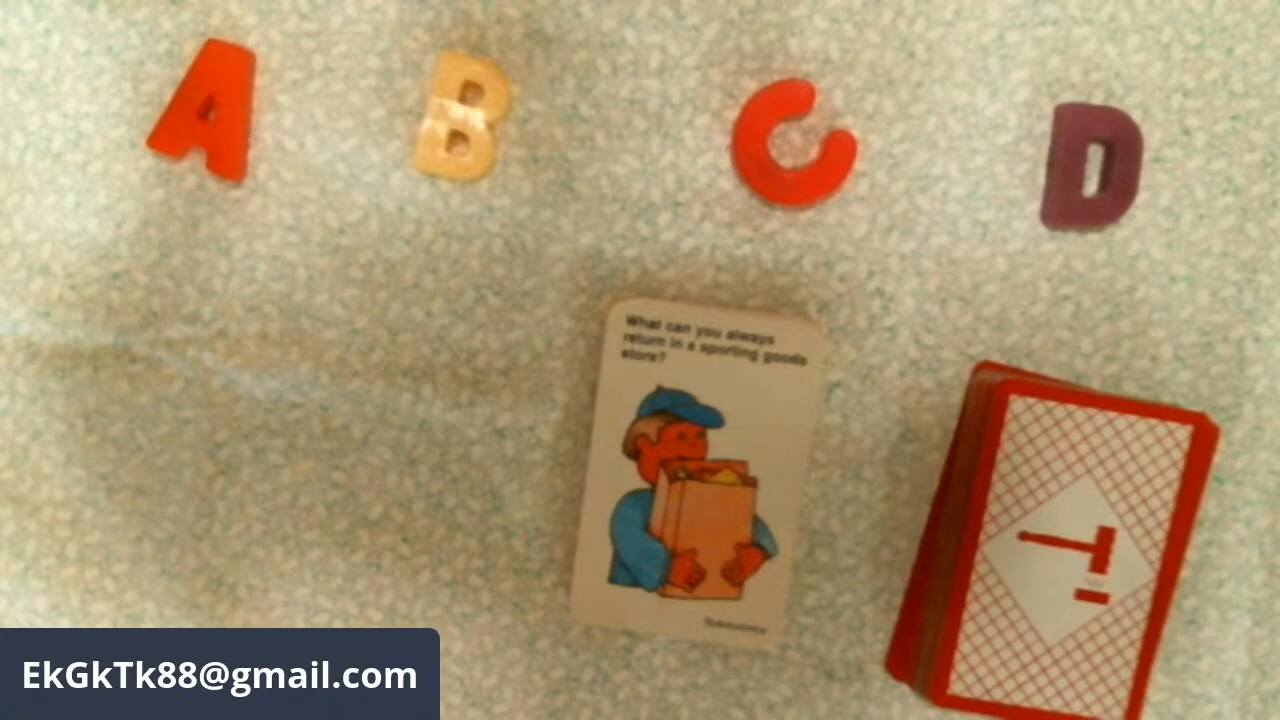 A B C D
What can you always
return in a sporting goods
store?
EkGkTk88@gmail.com